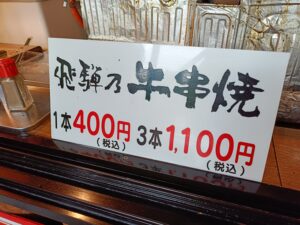 飛騨乃 牛串焼
1本400円 3本1,100円
(税込) (税込)